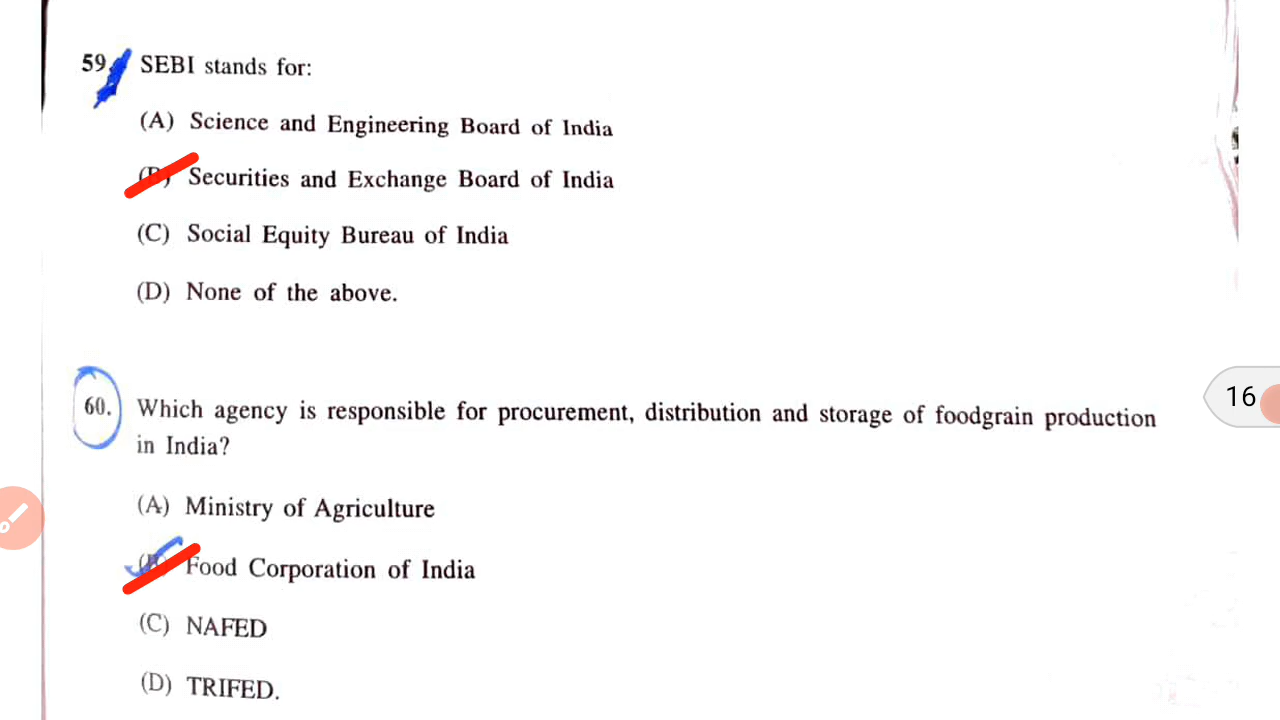 59. SEBI stands for:
(A) Science and Engineering Board of India
(B) Securities and Exchange Board of India
(C) Social Equity Bureau of India
(D) None of the above.
60. Which agency is responsible for procurement, distribution and storage of foodgrain production
in India?
16
(A) Ministry of Agriculture
(B) Food Corporation of India
(C) NAFED
(D) TRIFED.